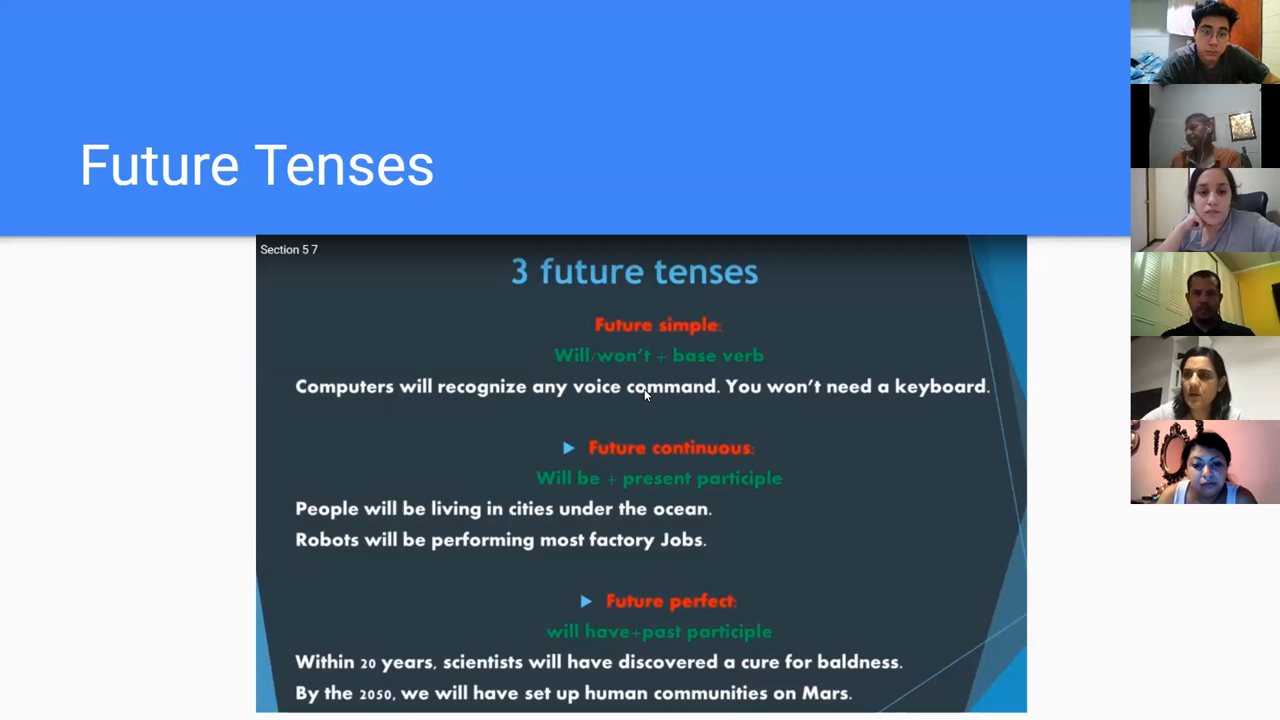 Future Tenses
Section 5 7
3 future tenses
Future simple:
Will/won't + base verb
Computers will recognize any voice command. You won't need a keyboard.
Future continuous:
Will be + present participle
People will be living in cities under the ocean.
Robots will be performing most factory Jobs.
Future perfect:
will have+past participle
Within 20 years, scientists will have discovered a cure for baldness.
By the 2050, we will have set up human communities on Mars.